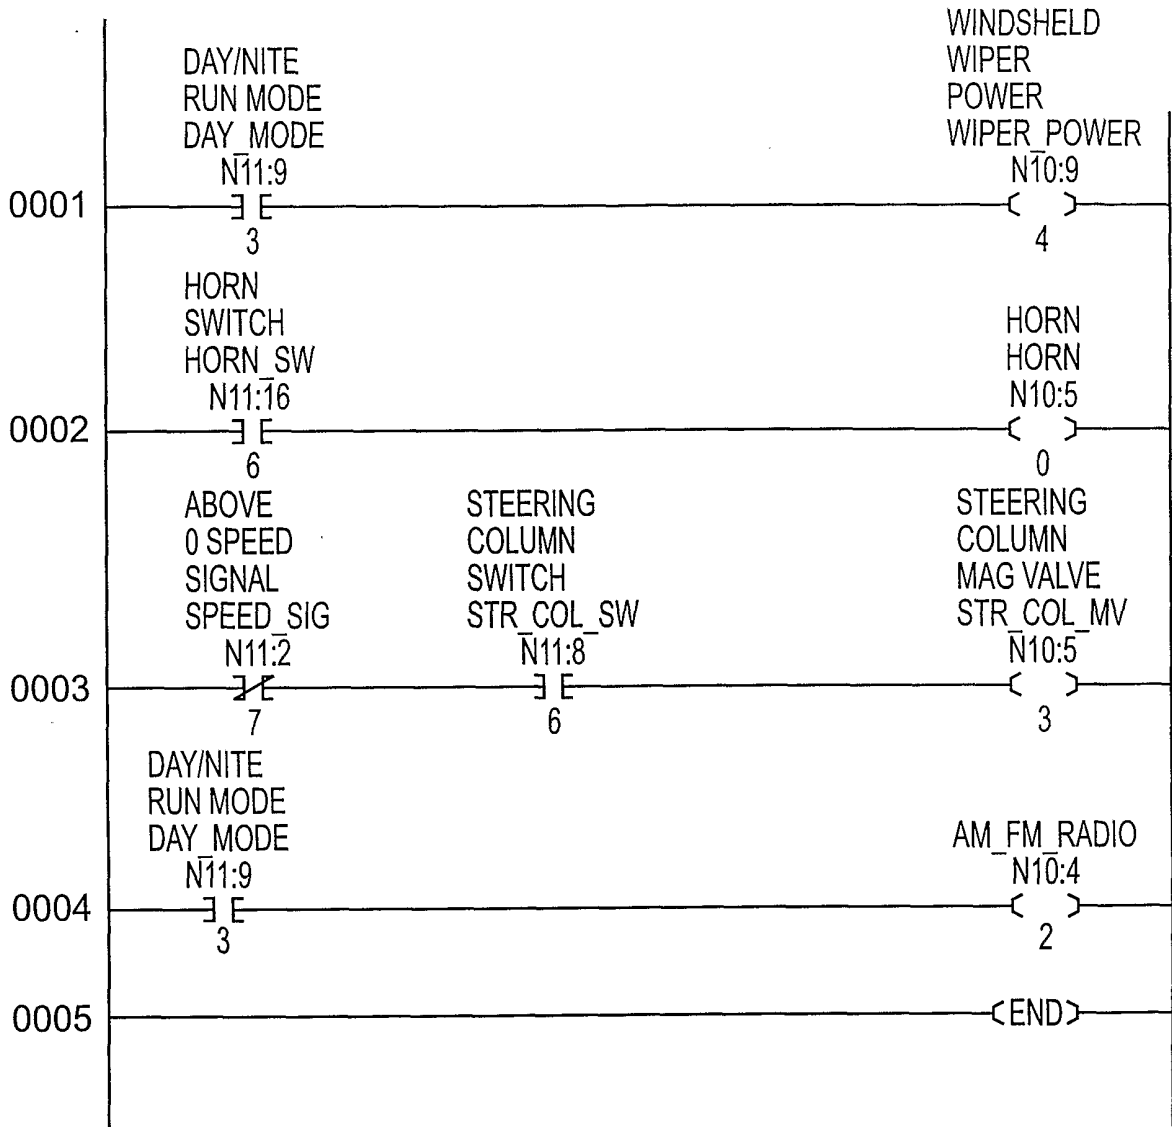 WINDSHELD
WIPER
POWER
WIPER_POWER
N10:9
DAY/NITE
RUN MODE
DAY_MODE
N11:9
0001
3
4
HORN
SWITCH
HORN_SW
N11:16
HORN
HORN
N10:5
0002
6
0
ABOVE
0 SPEED
SIGNAL
SPEED_SIG
N11:2
STEERING
COLUMN
SWITCH
STR_COL_SW
N11:8
STEERING
COLUMN
MAG VALVE
STR_COL_MV
N10:5
0003
7
6
3
DAY/NITE
RUN MODE
DAY_MODE
N11:9
AM_FM_RADIO
N10:4
0004
3
2
0005
END